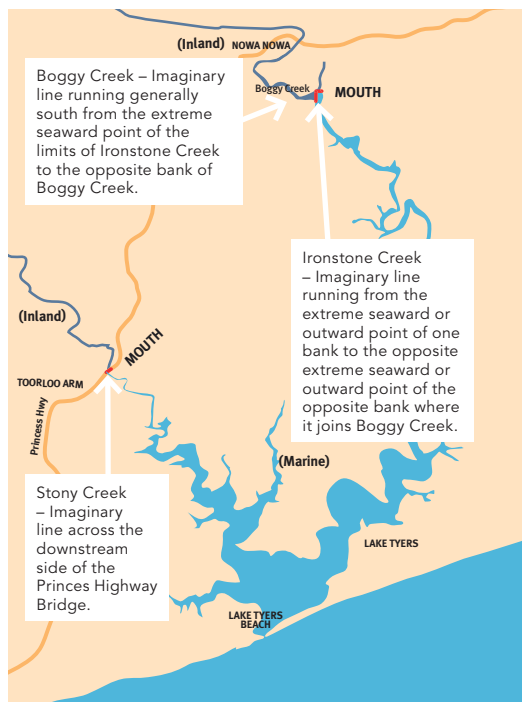 (Inland) NOWA NOWA
Boggy Creek – Imaginary
line running generally
south from the extreme
seaward point of the
limits of Ironstone Creek
to the opposite bank of
Boggy Creek.
Boggy Creek
MOUTH
Ironstone Creek
– Imaginary line
running from the
extreme seaward or
outward point of one
bank to the opposite
extreme seaward or
outward point of the
opposite bank where
it joins Boggy Creek.
(Inland)
MOUTH
TOORLOO ARM
Princess Hwy
(Marine)
Stony Creek
– Imaginary
line across the
downstream
side of the
Princes Highway
Bridge.
LAKE TYERS
LAKE TYERS
BEACH